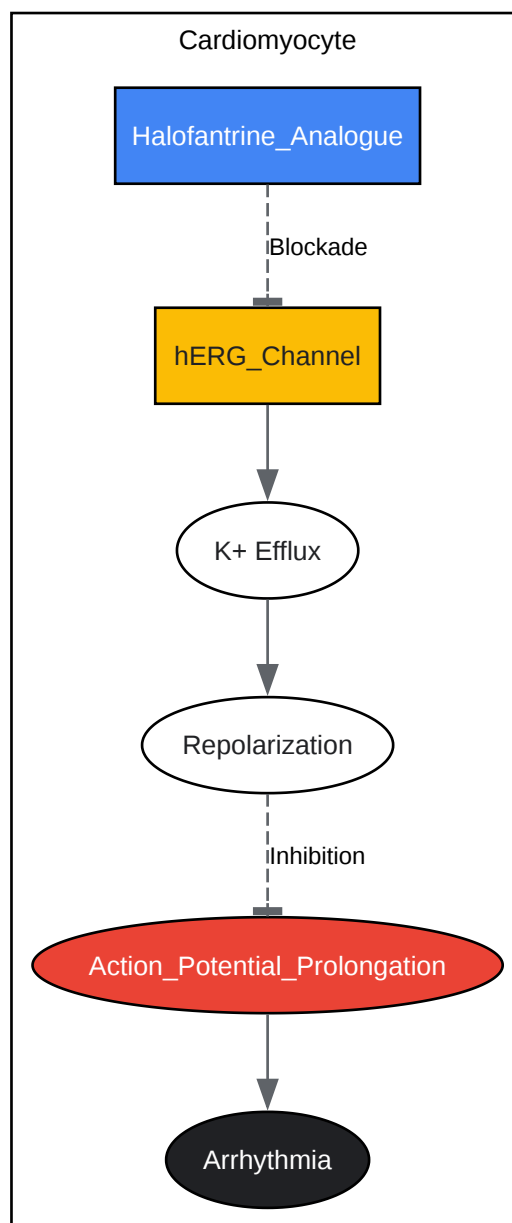 Cardiomyocyte
Halofantrine_Analogue
Blockade
hERG_Channel
K+ Efflux
Repolarization
Inhibition
Action_Potential_Prolongation
Arrhythmia